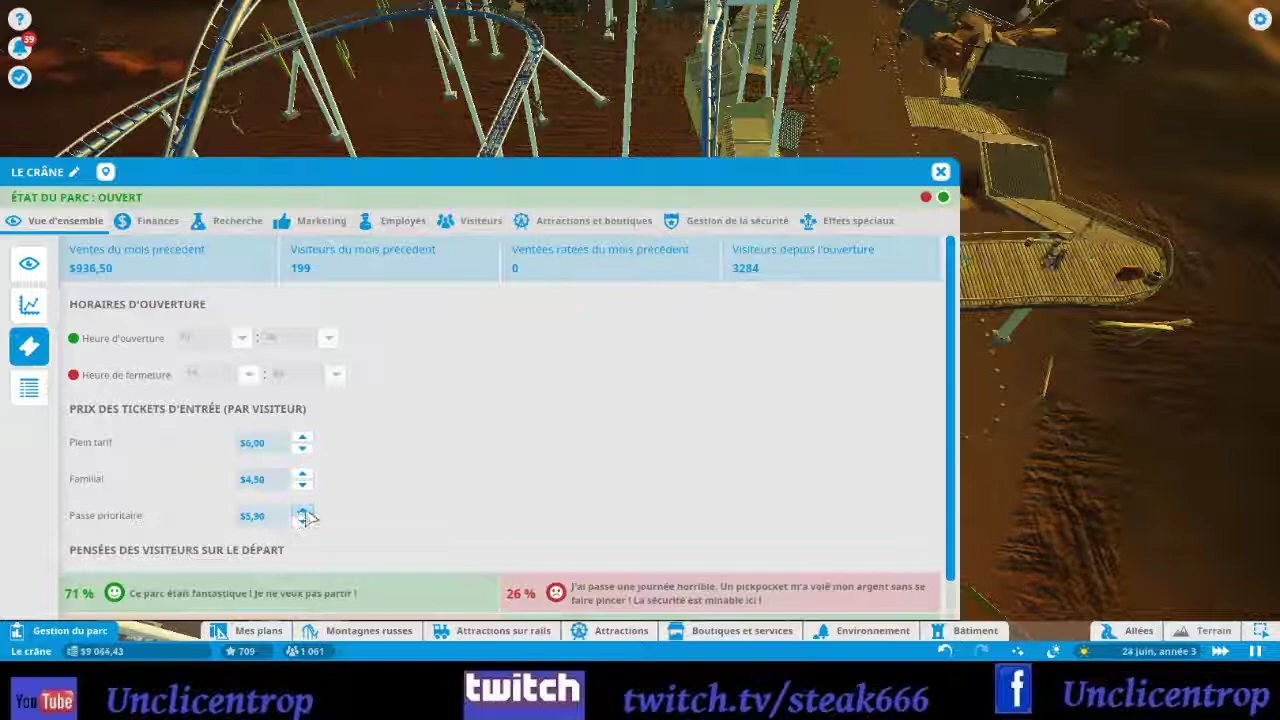 ?
39
LE CRÂNE
ÉTAT DU PARC : OUVERT
Vue d'ensemble Finances Recherche Marketing Employés Visiteurs Attractions et boutiques Gestion de la sécurité Effets spéciaux
Ventes du mois précédent Visiteurs du mois précédent Ventées ratées du mois précédent Visiteurs depuis l'ouverture
$936,50 199 0 3284
HORAIRES D'OUVERTURE
Heure d'ouverture :
Heure de fermeture :
PRIX DES TICKETS D'ENTRÉE (PAR VISITEUR)
Plein tarif $6,00
Familial $4,50
Passe prioritaire $5,90
PENSÉES DES VISITEURS SUR LE DÉPART
71 % Ce parc était fantastique ! Je ne veux pas partir !
26 % J'ai passé une journée horrible. Un pickpocket m'a volé mon argent sans se
faire pincer ! La sécurité est minable ici !
Gestion du parc Mes plans Montagnes russes Attractions sur rails Attractions Boutiques et services Environnement Bâtiment Allées Terrain
Le crâne $9 064,43 709 1 061 24 juin, année 3
YouTube Unclicentrop twitch twitch.tv/steak666 f Unclicentrop